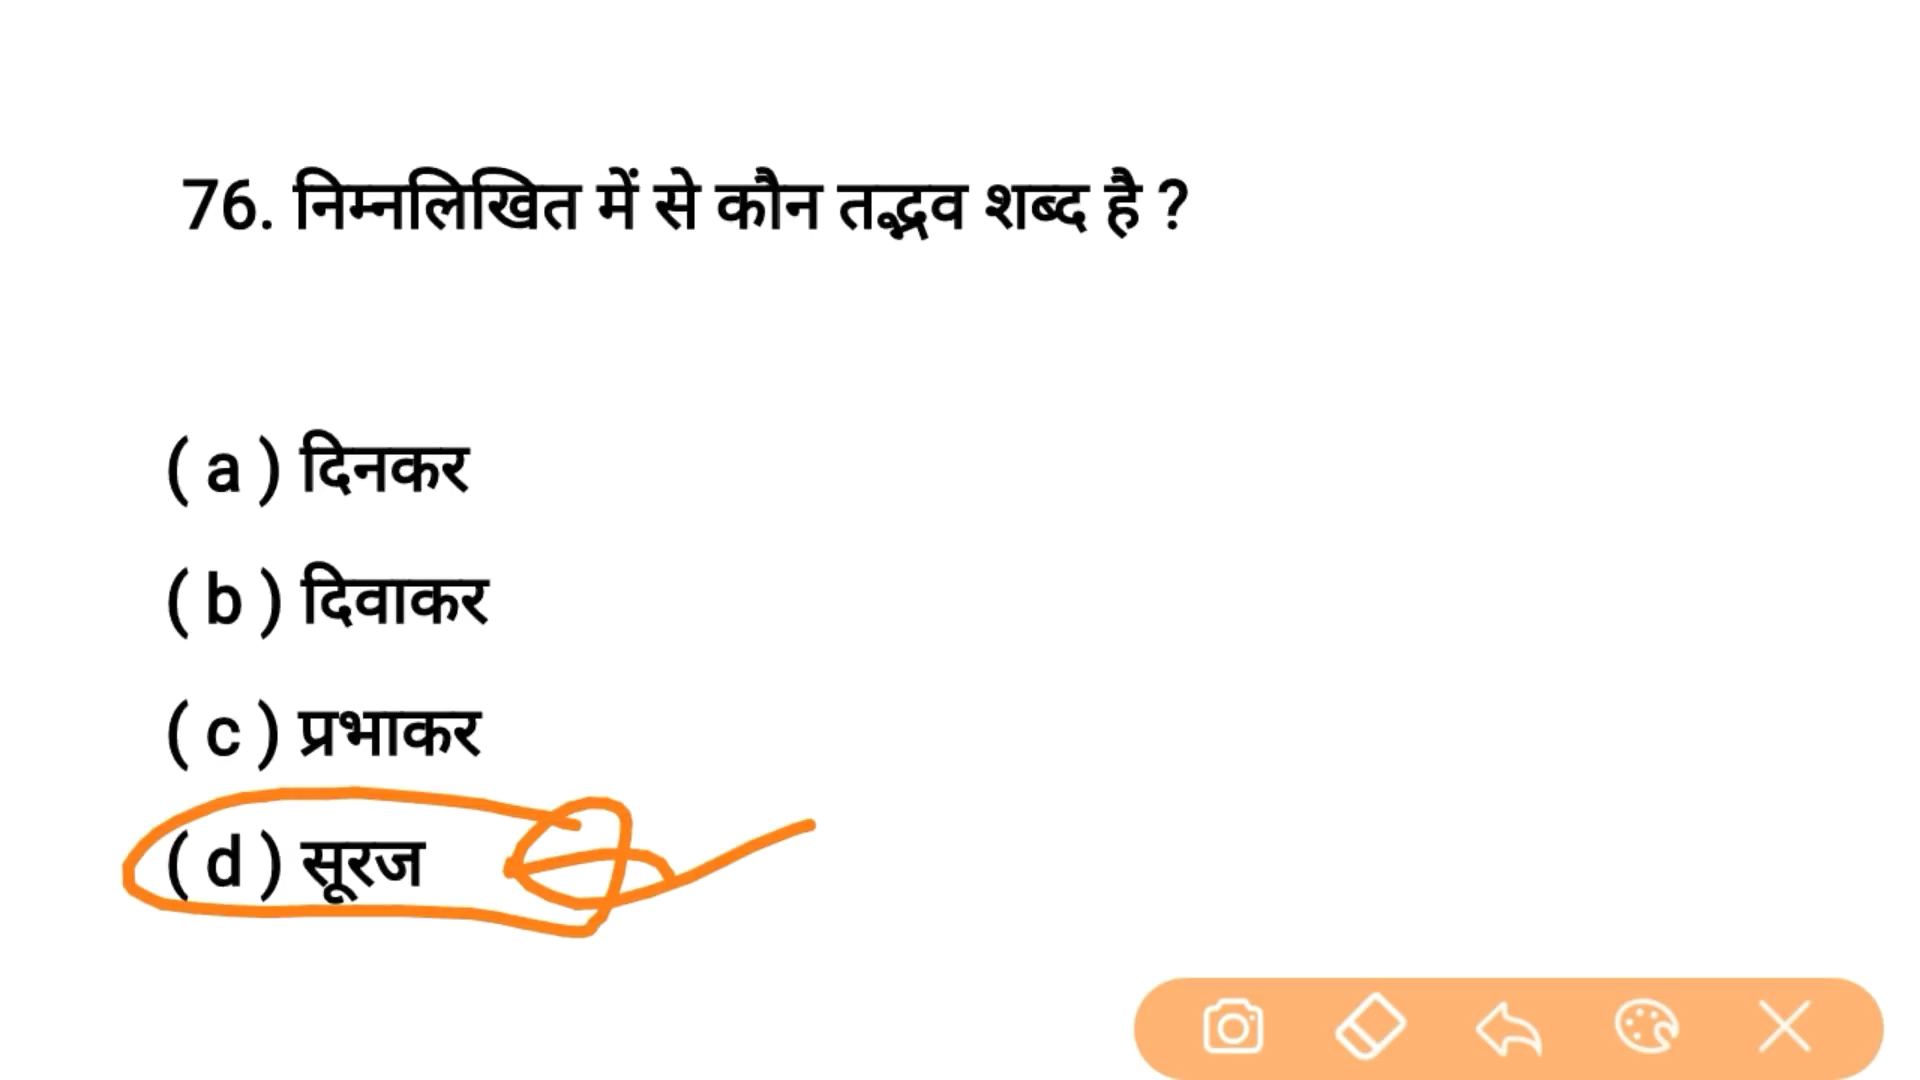 76. निम्नलिखित में से कौन तद्भव शब्द है ?
( a ) दिनकर
( b ) दिवाकर
( c ) प्रभाकर
( d ) सूरज